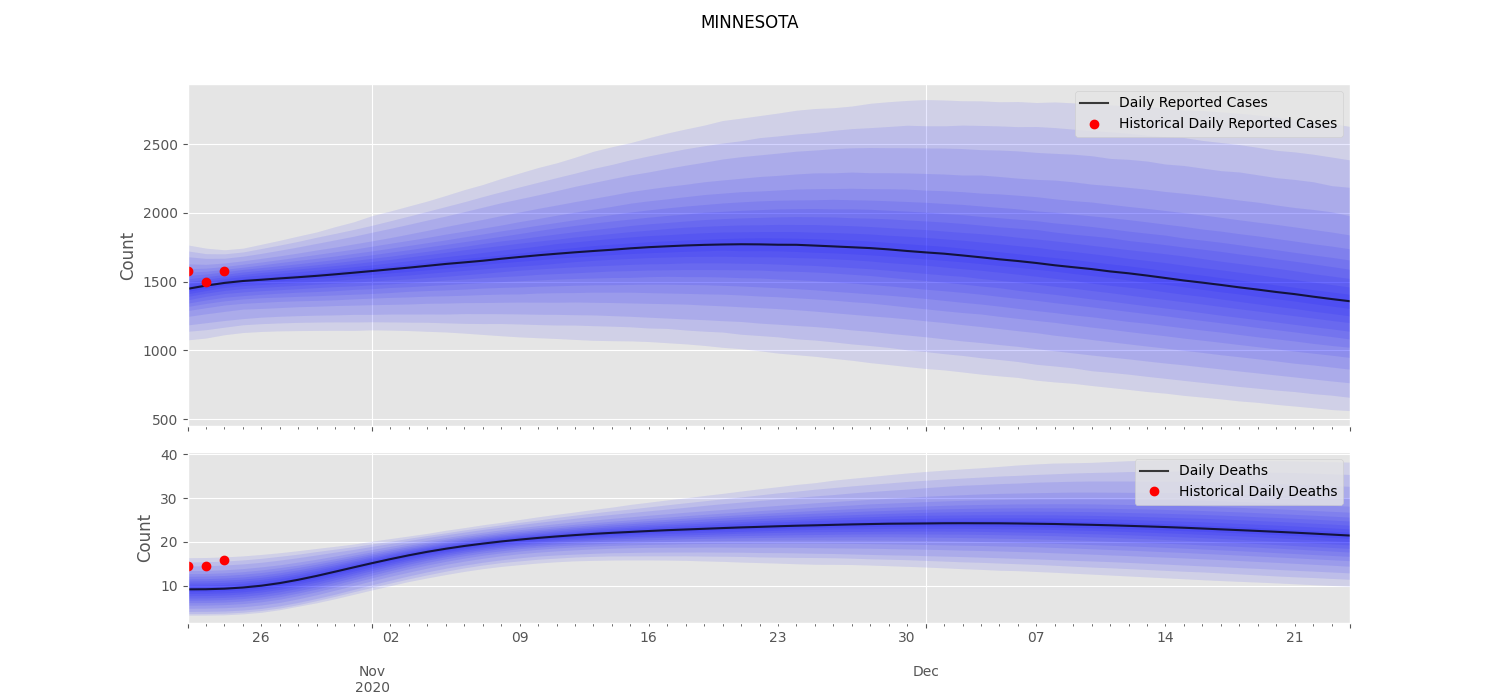 MINNESOTA
Count
2500
2000
1500
1000
500
Daily Reported Cases
Historical Daily Reported Cases
Count
40
30
20
10
Daily Deaths
Historical Daily Deaths
26 02 09 16 23 30 07 14 21
Nov Dec
2020